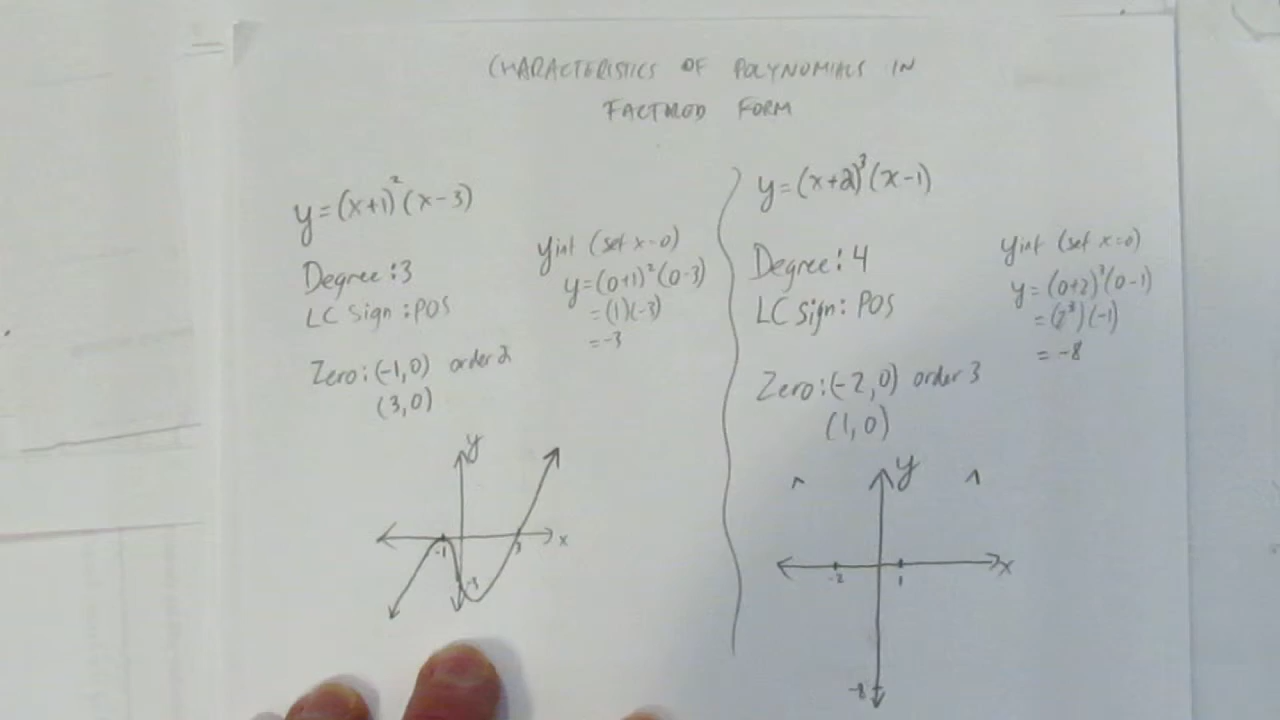 CHARACTERISTICS OF POLYNOMIALS IN
FACTORED FORM
y=(x+1)²(x-3)
Degree:3
LC Sign:POS
Zero:(-1,0) order 2
(3,0)
yint (set x=0)
y=(0+1)²(0-3)
=(1)(-3)
=-3
y
x
-1
3
-3
y=(x+2)³(x-1)
Degree:4
LC Sign: POS
Zero:(-2,0) order 3
(1,0)
yint (set x=0)
y=(0+2)³(0-1)
=(2³)(-1)
=-8
y
x
-2
1
-8